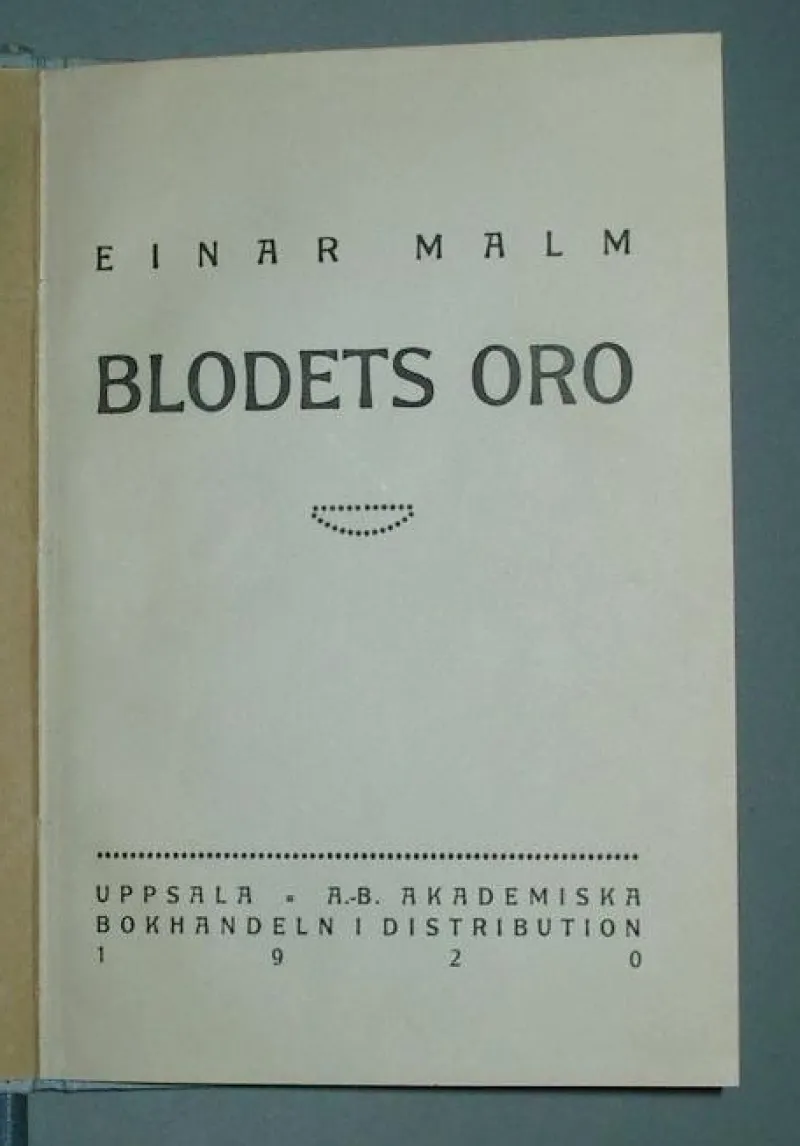 EINAR MALM
BLODETS ORO
UPPSALA ▪ A.-B. AKADEMISKA
BOKHANDELN I DISTRIBUTION
1920